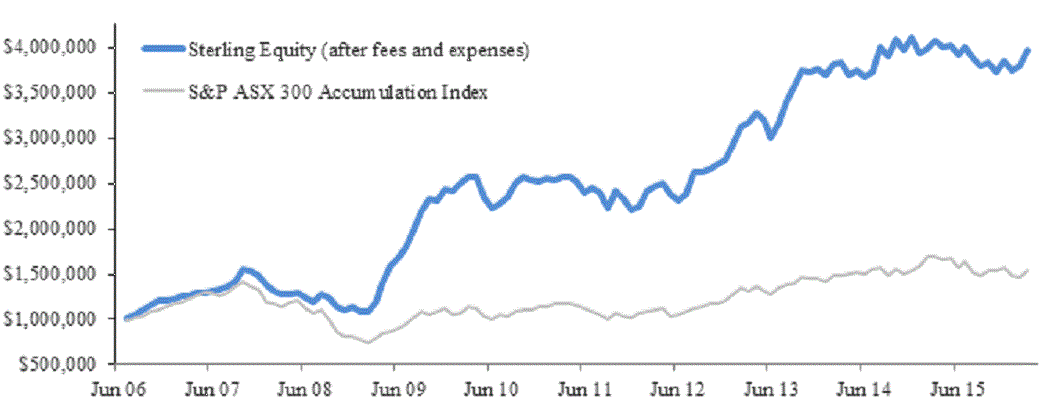 $4,000,000
$3,500,000
$3,000,000
$2,500,000
$2,000,000
$1,500,000
$1,000,000
$500,000
Sterling Equity (after fees and expenses)
S&P ASX 300 Accumulation Index
Jun 06 Jun 07 Jun 08 Jun 09 Jun 10 Jun 11 Jun 12 Jun 13 Jun 14 Jun 15